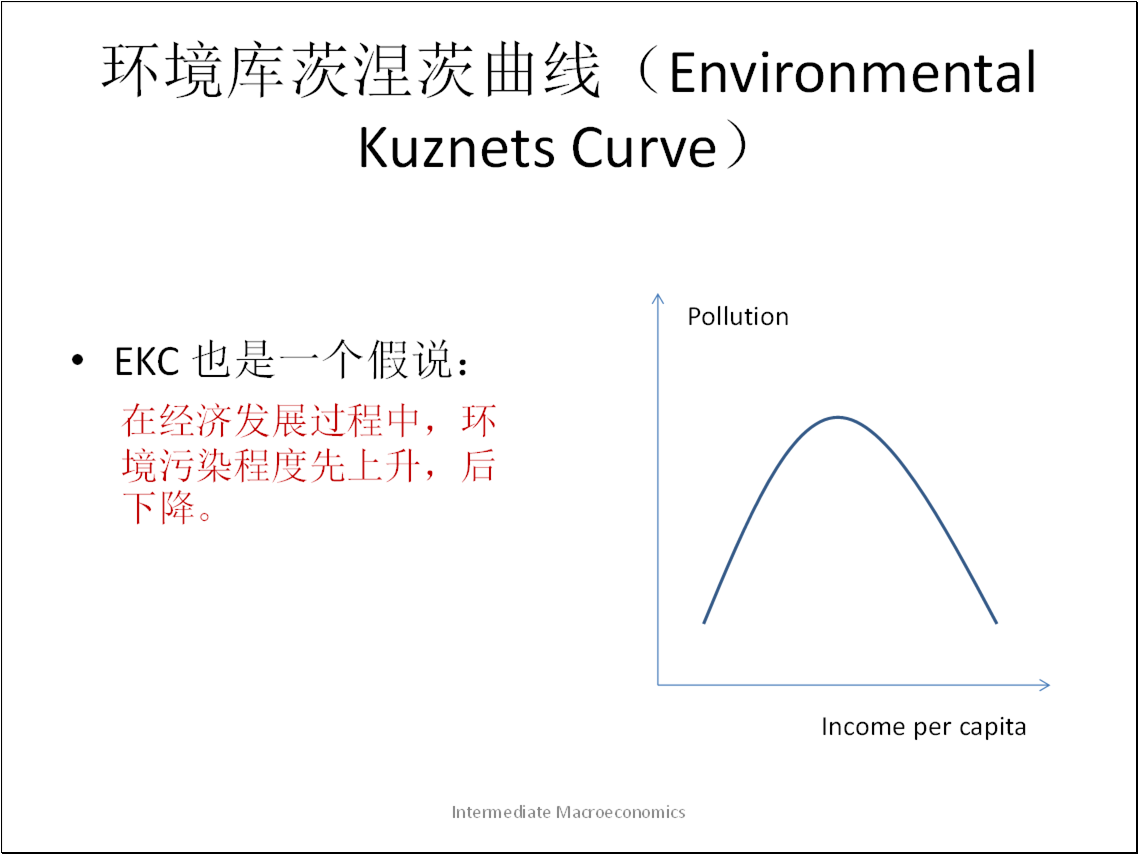 环境库茨涅茨曲线（Environmental
Kuznets Curve）
• EKC 也是一个假说：
在经济发展过程中，环
境污染程度先上升，后
下降。
Pollution
Income per capita
Intermediate Macroeconomics